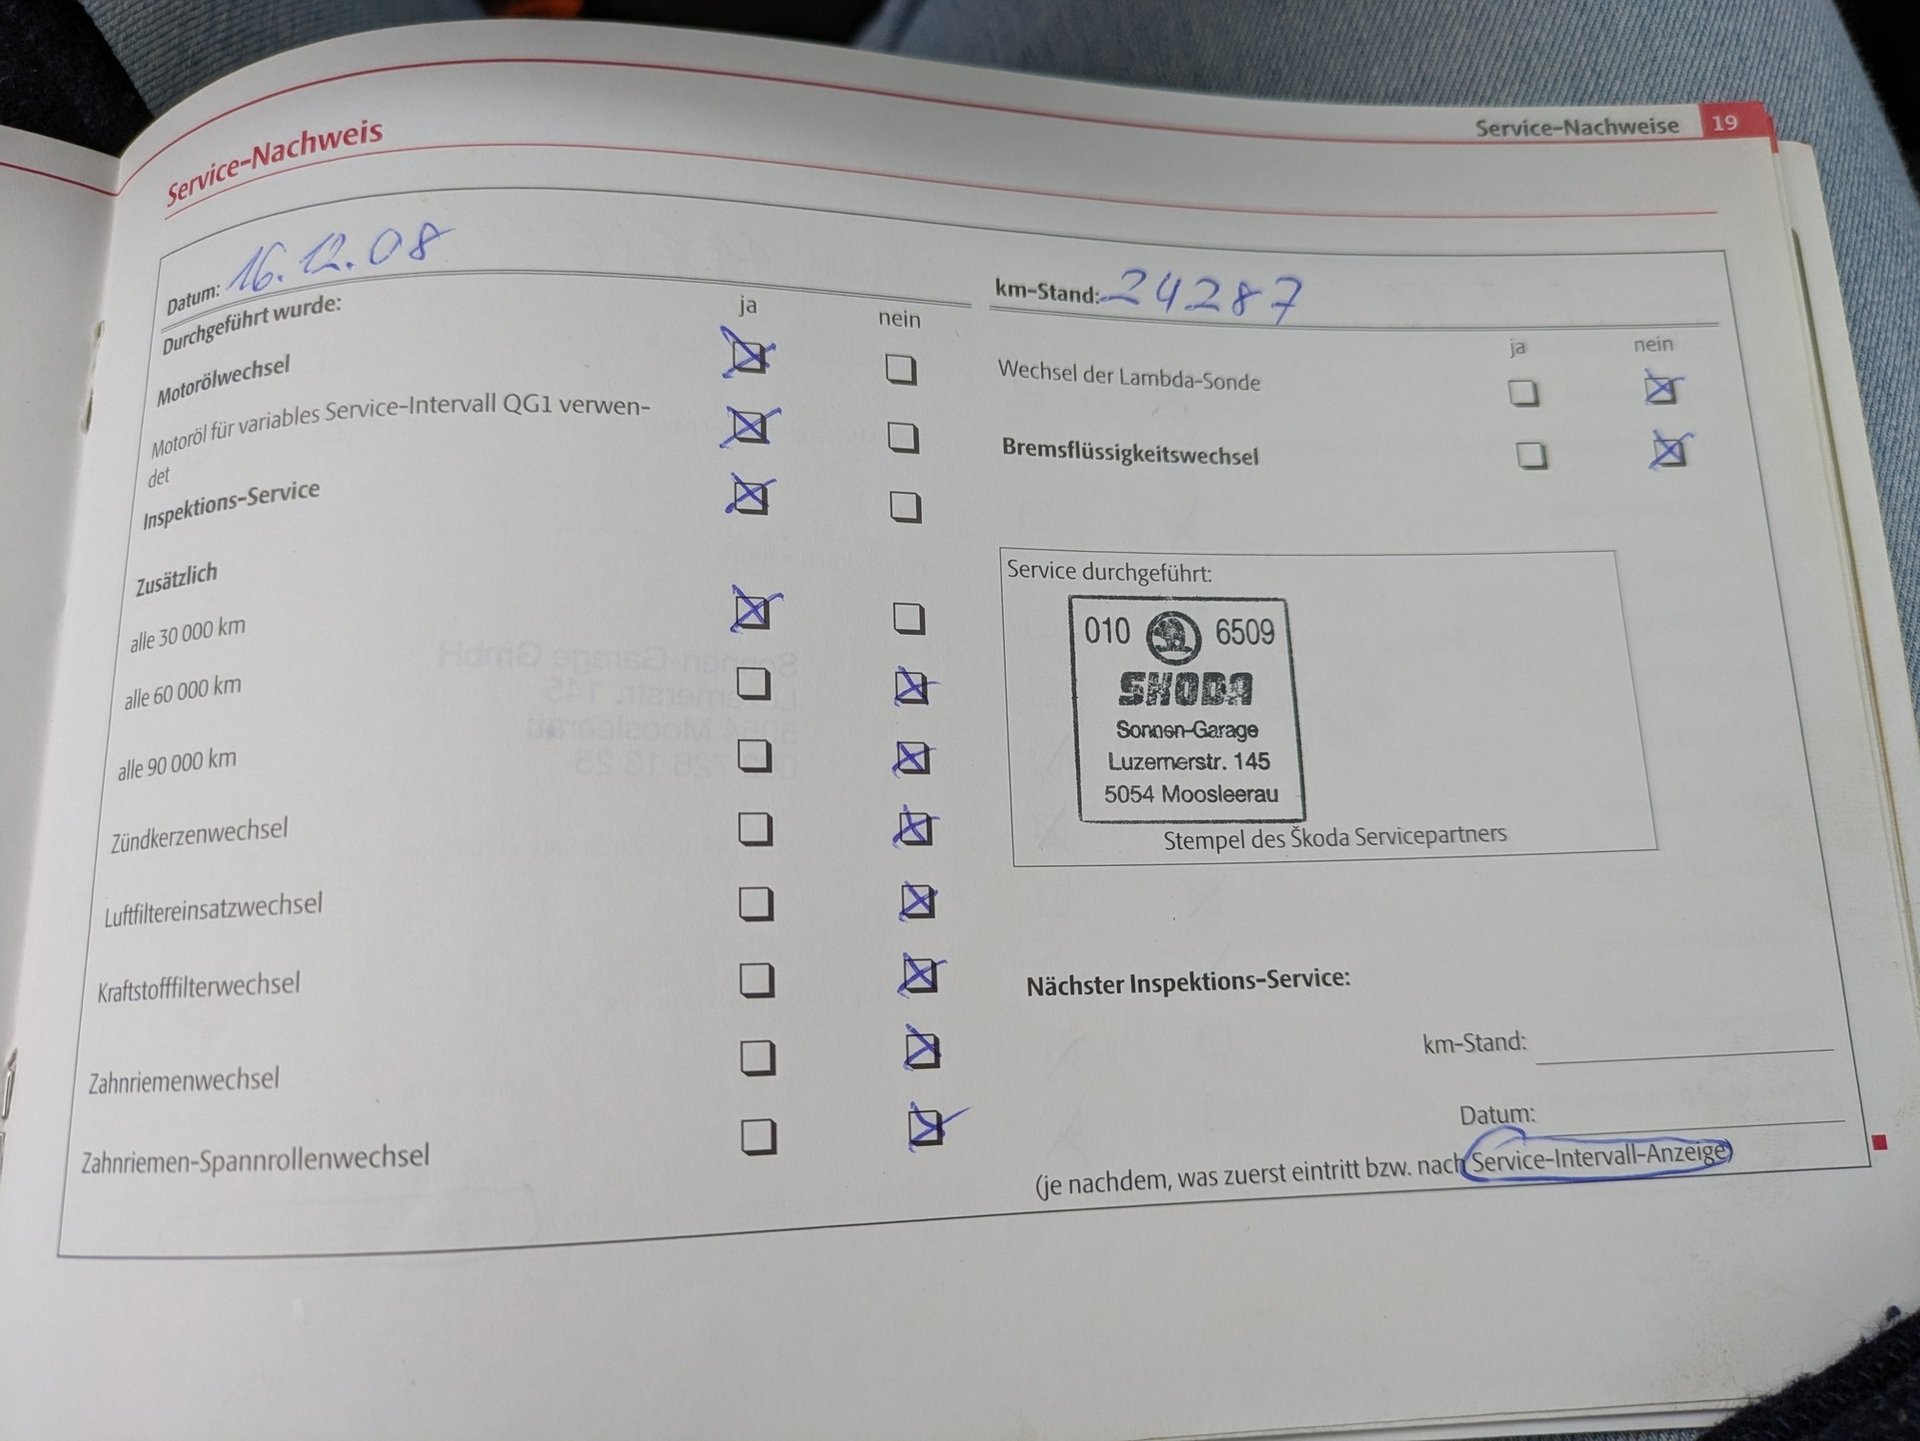 Service-Nachweise 19
Service-Nachweis
Datum: 16.12.08
km-Stand: 24287
Durchgeführt wurde:
ja nein
Motorölwechsel
Motoröl für variables Service-Intervall QG1 verwen-
det
Inspektions-Service
Zusätzlich
alle 30 000 km
alle 60 000 km
alle 90 000 km
Zündkerzenwechsel
Luftfiltereinsatzwechsel
Kraftstofffilterwechsel
Zahnriemenwechsel
Zahnriemen-Spannrollenwechsel
ja nein
Wechsel der Lambda-Sonde
Bremsflüssigkeitswechsel
Service durchgeführt:
010 6509
SKODA
Sonnen-Garage
Luzernerstr. 145
5054 Moosleerau
Stempel des Škoda Servicepartners
Nächster Inspektions-Service:
km-Stand:
Datum:
(je nachdem, was zuerst eintritt bzw. nach Service-Intervall-Anzeige)